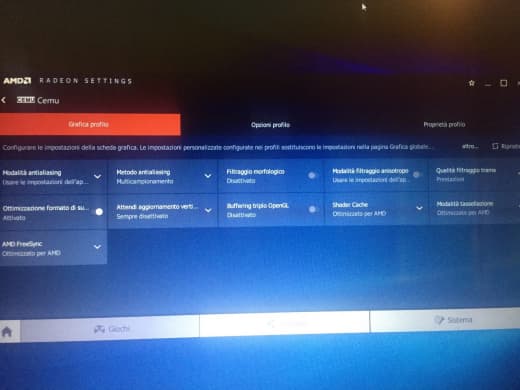 AMD RADEON SETTINGS
CEMU Cemu
Grafica profilo
Opzioni profilo
Proprietà profilo
Configurare le impostazioni della scheda grafica. Le impostazioni personalizzate configurate nei profili sostituiscono le impostazioni nella pagina Grafica globale...
altro...
Modalità antialiasing
Usare le impostazioni dell'ap...
Metodo antialiasing
Multicampionamento
Filtraggio morfologico
Disattivato
Modalità filtraggio anisotropo
Usare le impostazioni dell'ap...
Qualità filtraggio trama
Prestazioni
Ottimizzazione formato di su...
Attivato
Attendi aggiornamento verti...
Sempre disattivato
Buffering triplo OpenGL
Disattivato
Shader Cache
Ottimizzato per AMD
Modalità tassellazione
Ottimizzato per AMD
AMD FreeSync
Ottimizzato per AMD
Giochi
Sistema